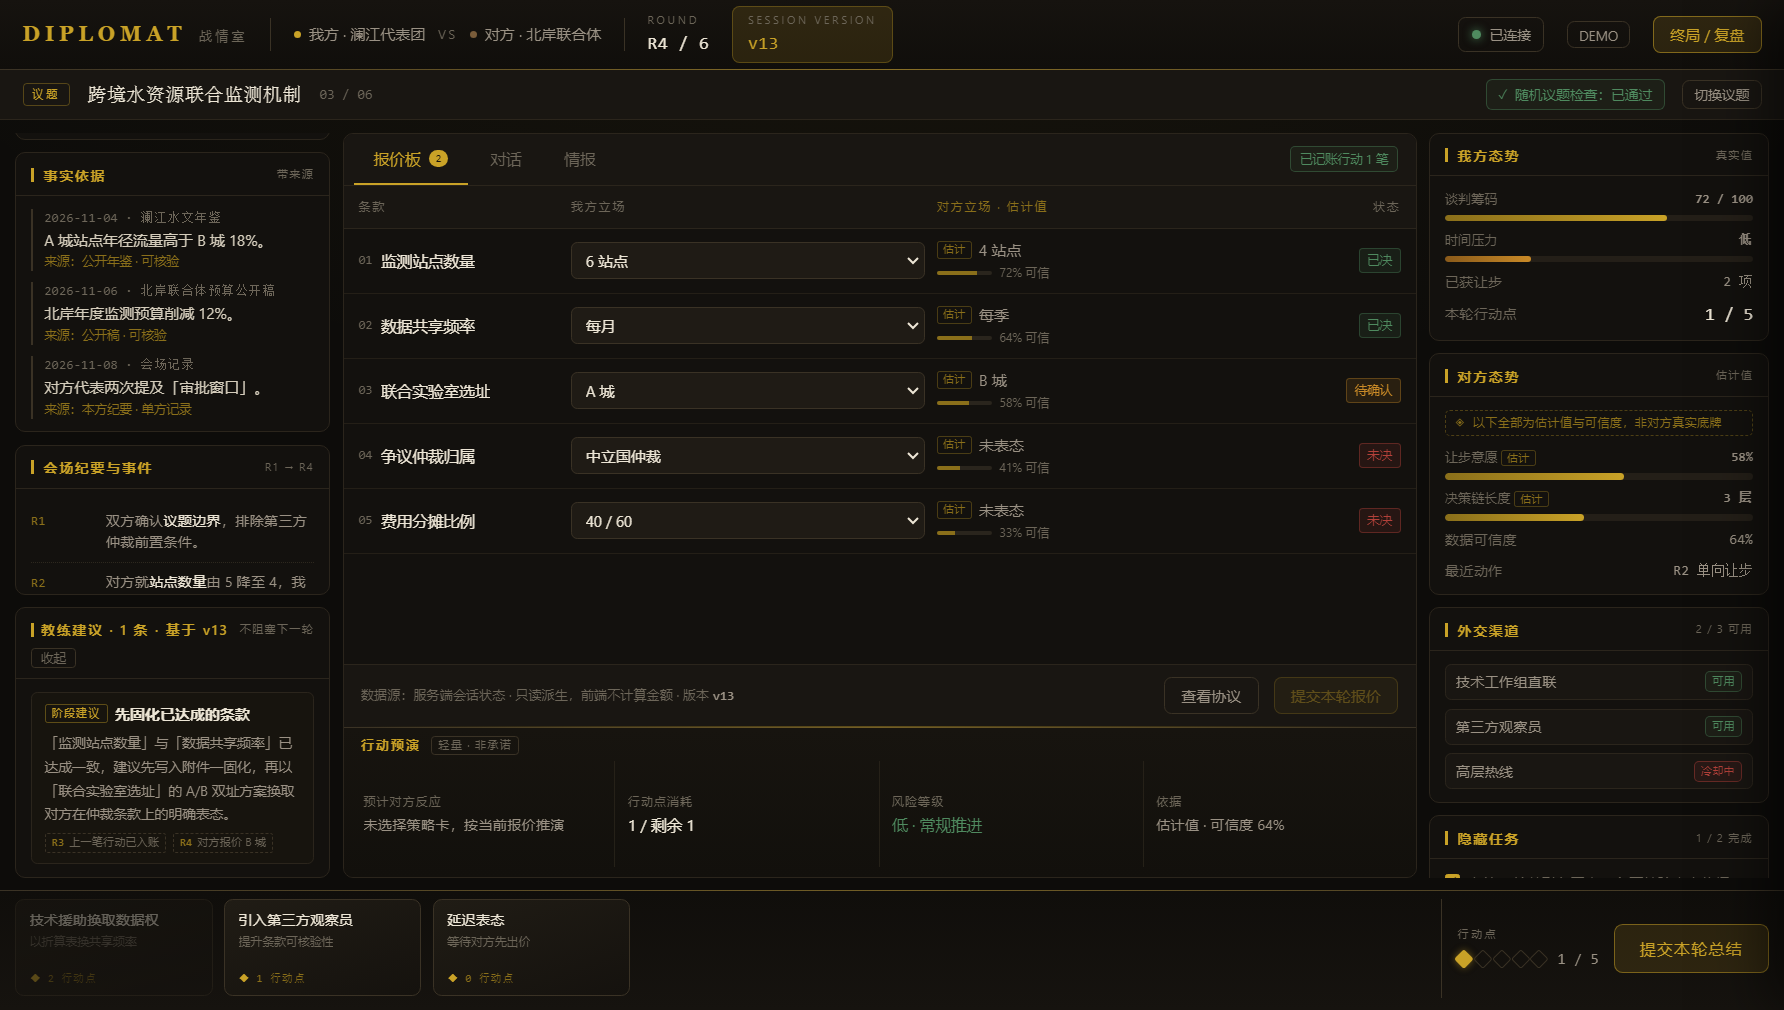 DIPLOMAT 战情室
我方 · 澜江代表团 VS 对方 · 北岸联合体
ROUND
R4 / 6
SESSION VERSION
v13
已连接
DEMO
终局 / 复盘
议题 跨境水资源联合监测机制 03 / 06
✓ 随机议题检查：已通过
切换议题
事实依据 带来源
2026-11-04 · 澜江水文年鉴
A 城站点年径流量高于 B 城 18%。
来源：公开年鉴 · 可核验
2026-11-06 · 北岸联合体预算公开稿
北岸年度监测预算削减 12%。
来源：公开稿 · 可核验
2026-11-08 · 会场记录
对方代表两次提及「审批窗口」。
来源：本方纪要 · 单方记录
会场纪要与事件 R1 → R4
R1 双方确认议题边界，排除第三方
仲裁前置条件。
R2 对方就站点数量由 5 降至 4，我
教练建议 · 1 条 · 基于 v13 不阻塞下一轮
收起
阶段建议 先固化已达成的条款
「监测站点数量」与「数据共享频率」已
达成一致，建议先写入附件一固化，再以
「联合实验室选址」的 A/B 双址方案换取
对方在仲裁条款上的明确表态。
R3 上一笔行动已入账
R4 对方报价 B 城
报价板 2
对话
情报
已记账行动 1 笔
条款 我方立场 对方立场 · 估计值 状态
01 监测站点数量 6 站点 估计 4 站点 已决
72% 可信
02 数据共享频率 每月 估计 每季 已决
64% 可信
03 联合实验室选址 A 城 估计 B 城 待确认
58% 可信
04 争议仲裁归属 中立国仲裁 估计 未表态 未决
41% 可信
05 费用分摊比例 40 / 60 估计 未表态 未决
33% 可信
数据源：服务端会话状态 · 只读派生，前端不计算金额 · 版本 v13
查看协议
提交本轮报价
行动预演 轻量 · 非承诺
预计对方反应
未选择策略卡，按当前报价推演
行动点消耗
1 / 剩余 1
风险等级
低 · 常规推进
依据
估计值 · 可信度 64%
我方态势 真实值
谈判筹码 72 / 100
时间压力 低
已获让步 2 项
本轮行动点 1 / 5
对方态势 估计值
◈ 以下全部为估计值与可信度，非对方真实底牌
让步意愿 估计 58%
决策链长度 估计 3 层
数据可信度 64%
最近动作 R2 单向让步
外交渠道 2 / 3 可用
技术工作组直联 可用
第三方观察员 可用
高层热线 冷却中
隐藏任务 1 / 2 完成
技术援助换取数据权
以折算表换共享频率
◆ 2 行动点
引入第三方观察员
提升条款可核验性
◆ 1 行动点
延迟表态
等待对方先出价
◆ 0 行动点
行动点
1 / 5
提交本轮总结